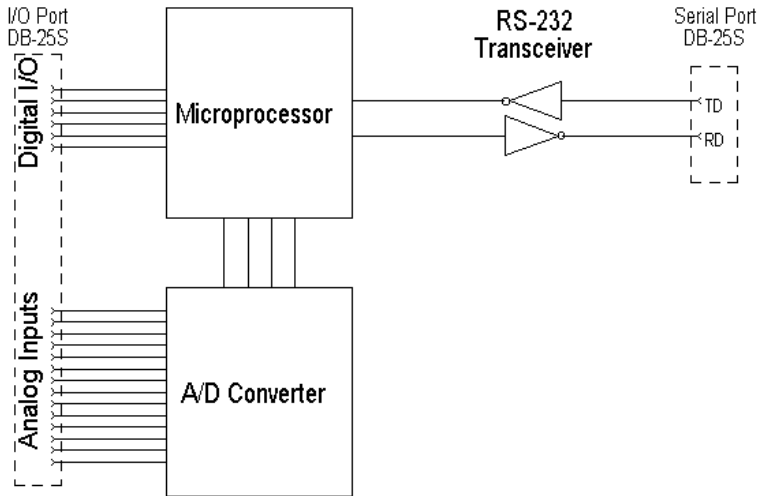 I/O Port
DB-25S
Digital I/O
Analog Inputs
Microprocessor
A/D Converter
RS-232
Transceiver
Serial Port
DB-25S
TD
RD